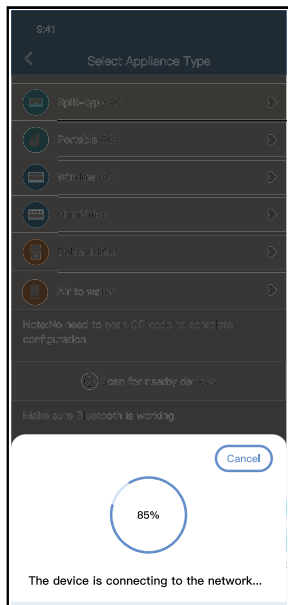 9:41
Select Appliance Type
Split-type AC
Portable AC
Window AC
Humidifier
Dehumidifier
Air to water
Note:No need to scan QR code to complete
configuration
Scan for nearby devices
Make sure Bluetooth is working
Cancel
85%
The device is connecting to the network...